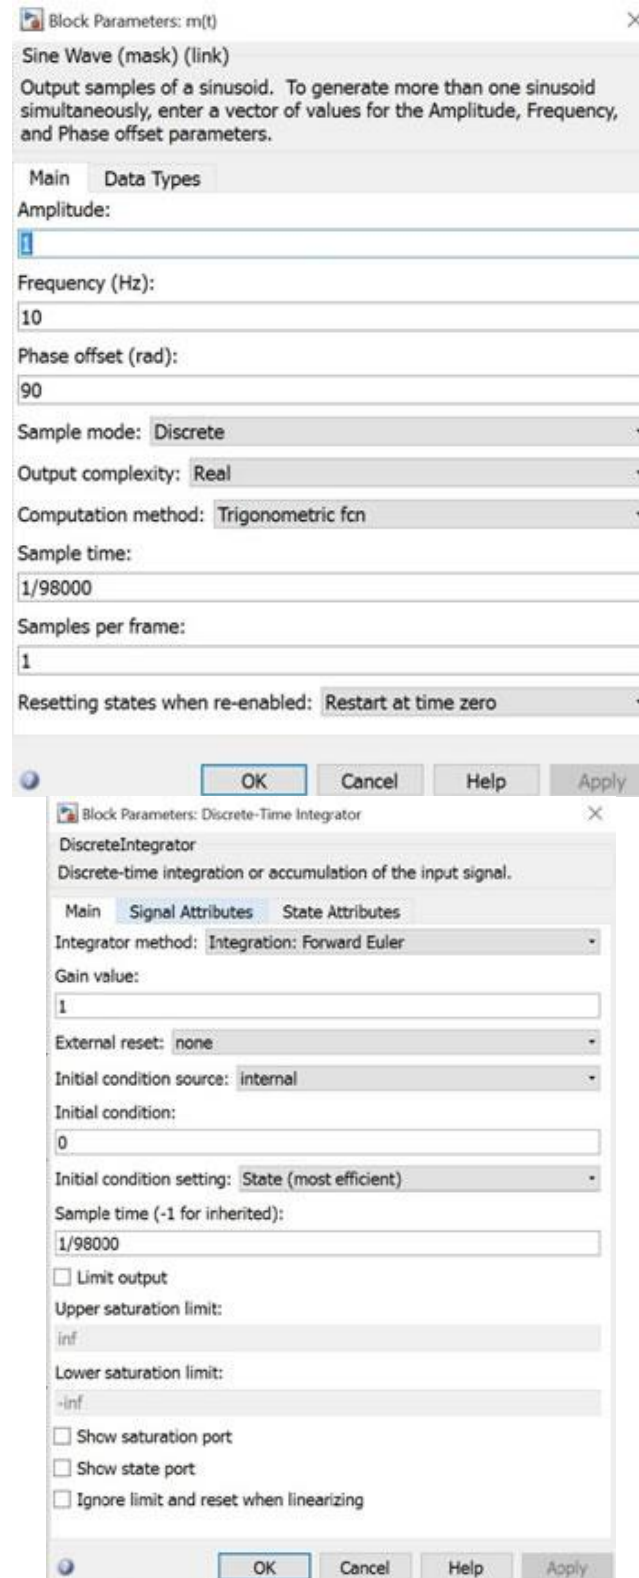 Block Parameters: m(t)
Sine Wave (mask) (link)
Output samples of a sinusoid. To generate more than one sinusoid
simultaneously, enter a vector of values for the Amplitude, Frequency,
and Phase offset parameters.
Main Data Types
Amplitude:
1
Frequency (Hz):
10
Phase offset (rad):
90
Sample mode: Discrete
Output complexity: Real
Computation method: Trigonometric fcn
Sample time:
1/98000
Samples per frame:
1
Resetting states when re-enabled: Restart at time zero
OK Cancel Help Apply
Block Parameters: Discrete-Time Integrator
DiscreteIntegrator
Discrete-time integration or accumulation of the input signal.
Main Signal Attributes State Attributes
Integrator method: Integration: Forward Euler
Gain value:
1
External reset: none
Initial condition source: internal
Initial condition:
0
Initial condition setting: State (most efficient)
Sample time (-1 for inherited):
1/98000
Limit output
Upper saturation limit:
inf
Lower saturation limit:
-inf
Show saturation port
Show state port
Ignore limit and reset when linearizing
OK Cancel Help Apply